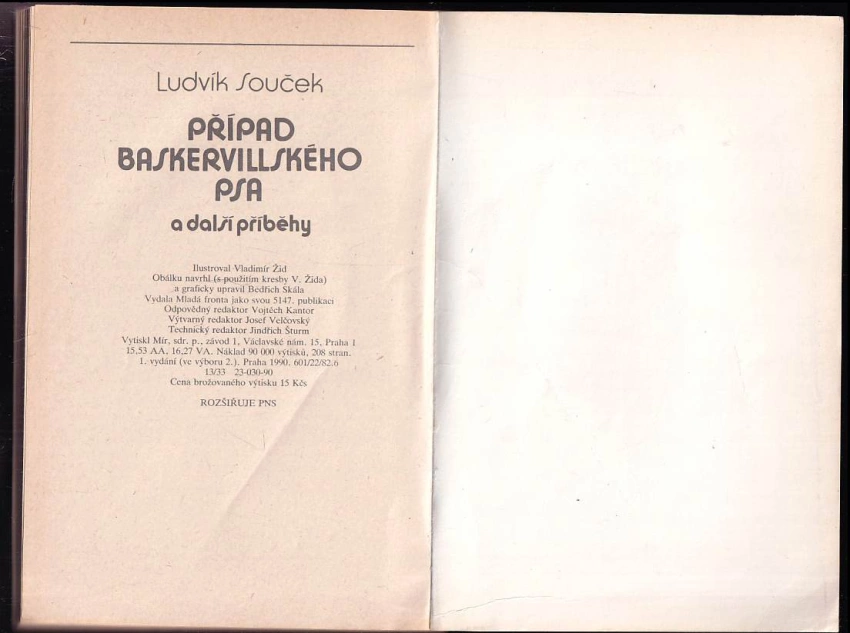 Ludvík Souček
PŘÍPAD
BASKERVILLSKÉHO
PSA
a další příběhy
Ilustroval Vladimír Žid
Obálku navrhl (s použitím kresby V. Žida)
a graficky upravil Bedřich Skála
Vydala Mladá fronta jako svou 5147. publikaci
Odpovědný redaktor Vojtěch Kantor
Výtvarný redaktor Josef Velčovský
Technický redaktor Jindřich Šturm
Vytiskl Mír, sdr. p., závod 1, Václavské nám. 15, Praha 1
15,53 AA. 16,27 VA. Náklad 90 000 výtisků, 208 stran.
1. vydání (ve výboru 2.). Praha 1990. 601/22/82.6
13/33 23-030-90
Cena brožovaného výtisku 15 Kčs
ROZŠIŘUJE PNS